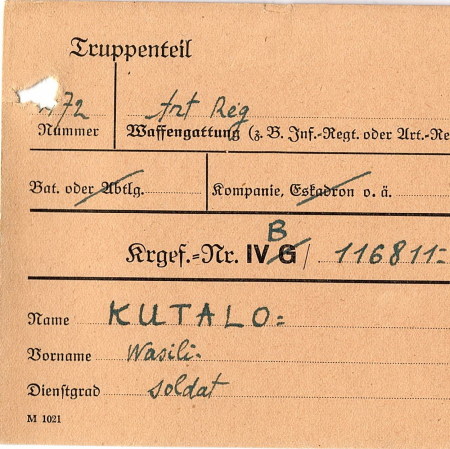 Truppenteil
72 Art Reg
Nummer Waffengattung (z. B. Inf.-Regt. oder Art.-Re
Bat. oder Abtlg. Kompanie, Eskadron o. ä.
B
Krgef.-Nr. IV G / 116811=
Name KUTALO=
Vorname Wasili.
Dienstgrad soldat
M 1021